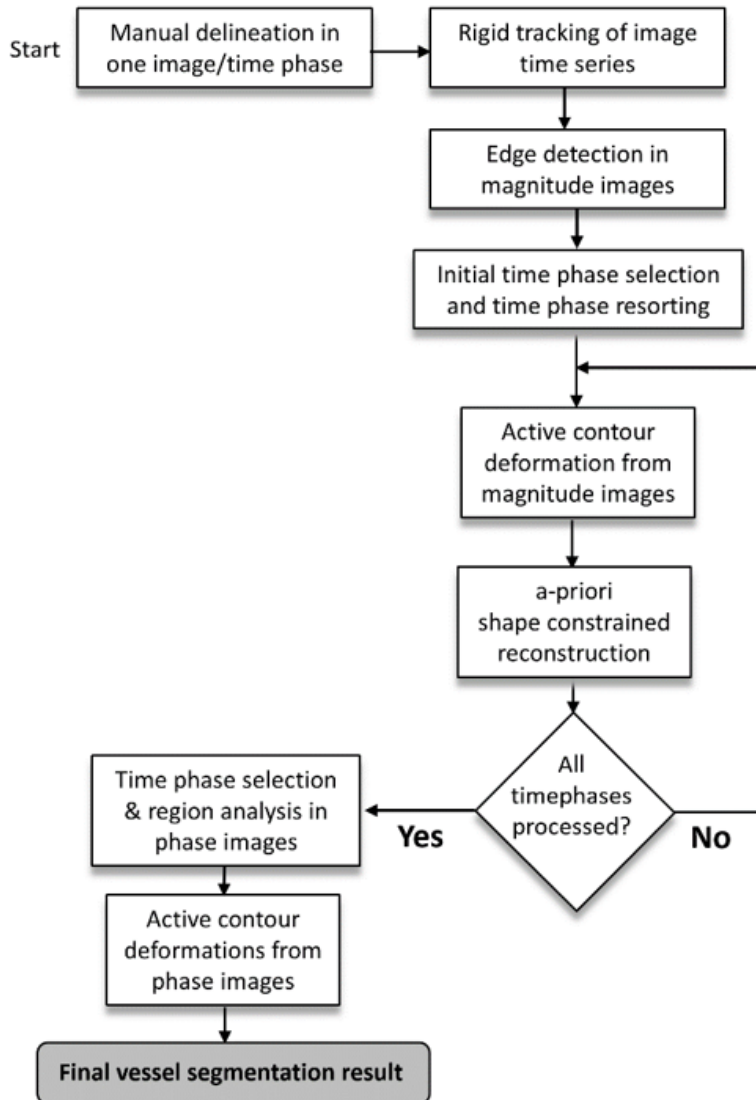 Start
Manual delineation in
one image/time phase
Rigid tracking of image
time series
Edge detection in
magnitude images
Initial time phase selection
and time phase resorting
Active contour
deformation from
magnitude images
a-priori
shape constrained
reconstruction
All
timephases
processed?
Yes
No
Time phase selection
& region analysis in
phase images
Active contour
deformations from
phase images
Final vessel segmentation result